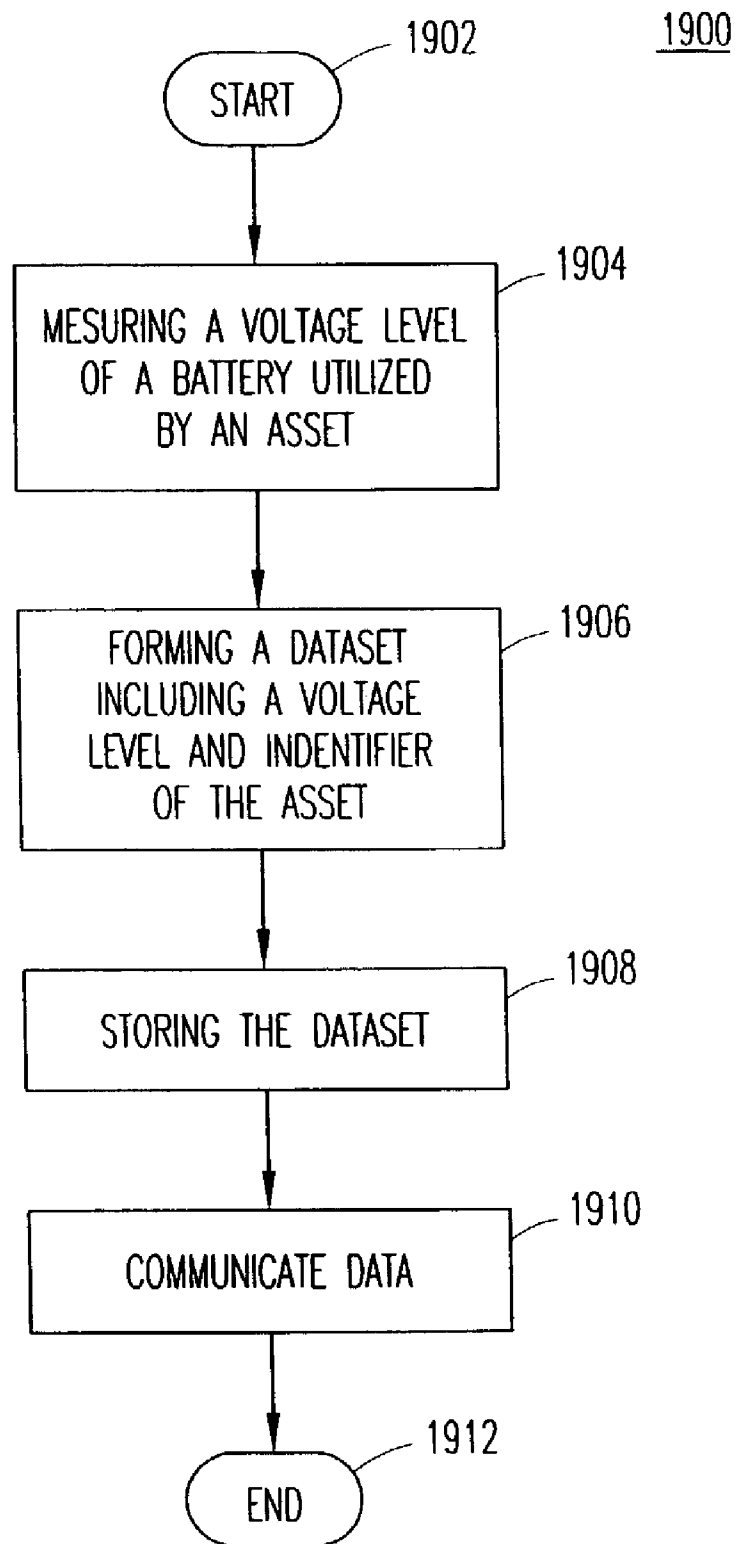 1900
1902
START
1904
MESURING A VOLTAGE LEVEL
OF A BATTERY UTILIZED
BY AN ASSET
1906
FORMING A DATASET
INCLUDING A VOLTAGE
LEVEL AND INDENTIFIER
OF THE ASSET
1908
STORING THE DATASET
1910
COMMUNICATE DATA
1912
END